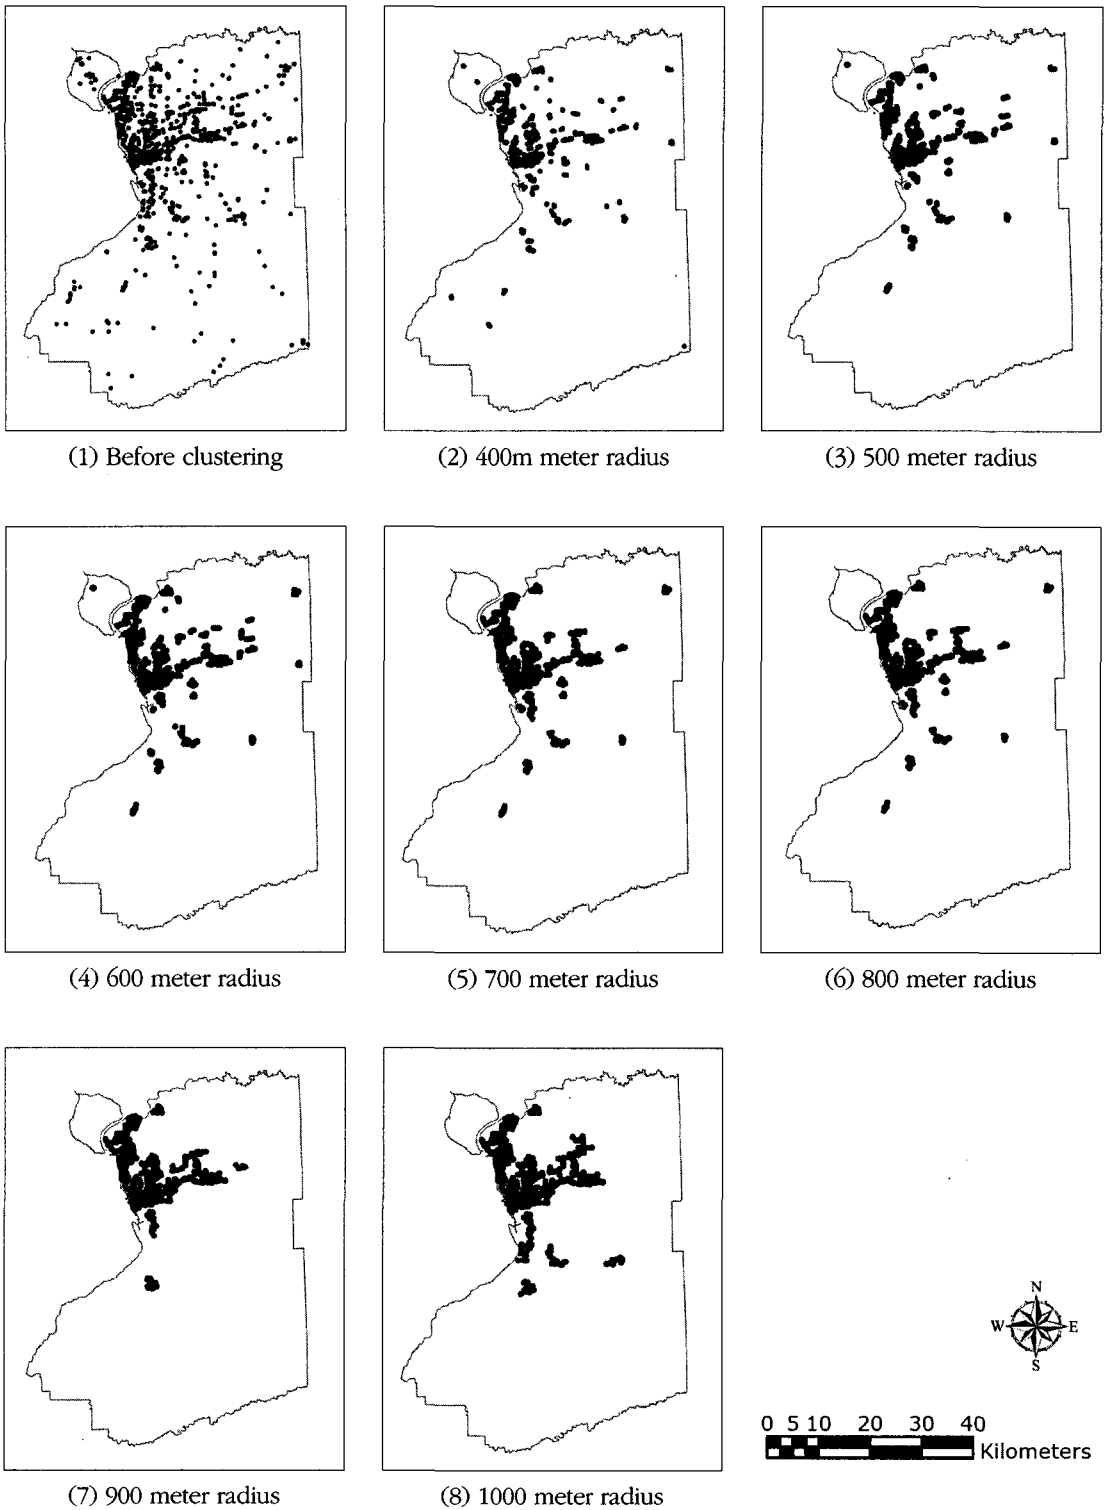 (1) Before clustering
(2) 400m meter radius
(3) 500 meter radius
(4) 600 meter radius
(5) 700 meter radius
(6) 800 meter radius
(7) 900 meter radius
(8) 1000 meter radius
N
W E
S
0 5 10 20 30 40
Kilometers